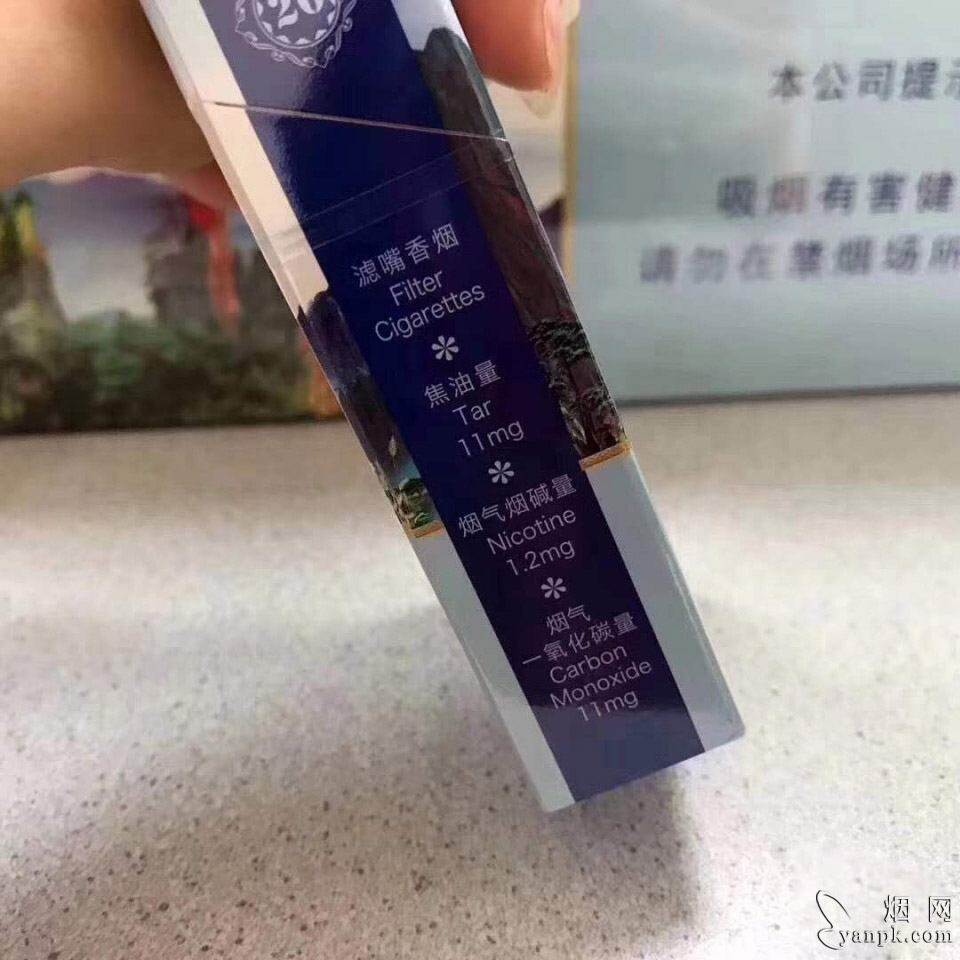 20
滤嘴香烟
Filter
Cigarettes
*
焦油量
Tar
11mg
*
烟气烟碱量
Nicotine
1.2mg
*
烟气
一氧化碳量
Carbon
Monoxide
11mg
本公司提示
吸烟有害健
请勿在禁烟场所
烟网
yanpk.com